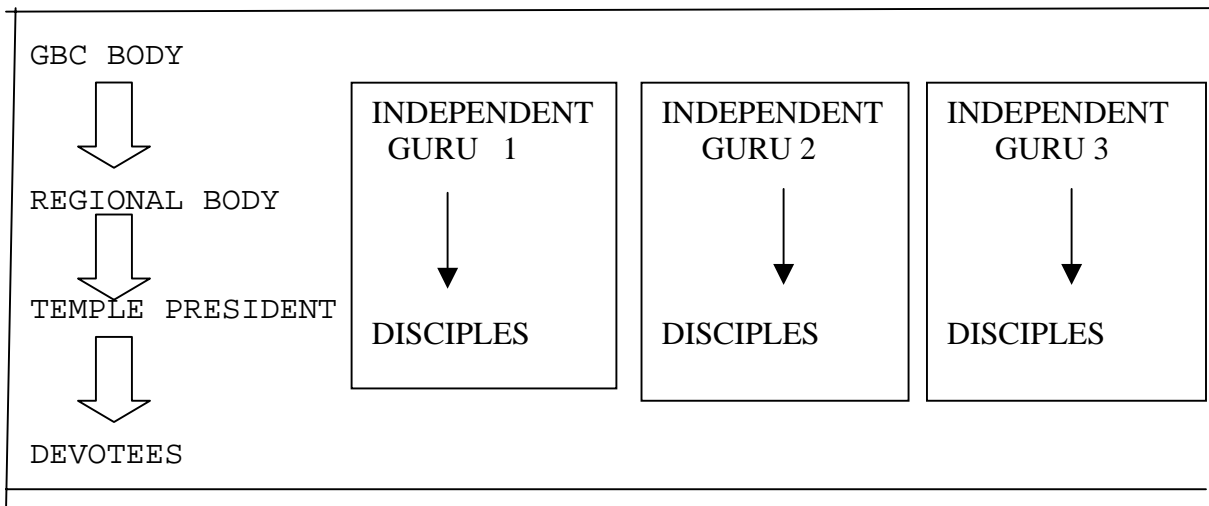 GBC BODY
REGIONAL BODY
TEMPLE PRESIDENT
DEVOTEES
INDEPENDENT
GURU 1
DISCIPLES
INDEPENDENT
GURU 2
DISCIPLES
INDEPENDENT
GURU 3
DISCIPLES